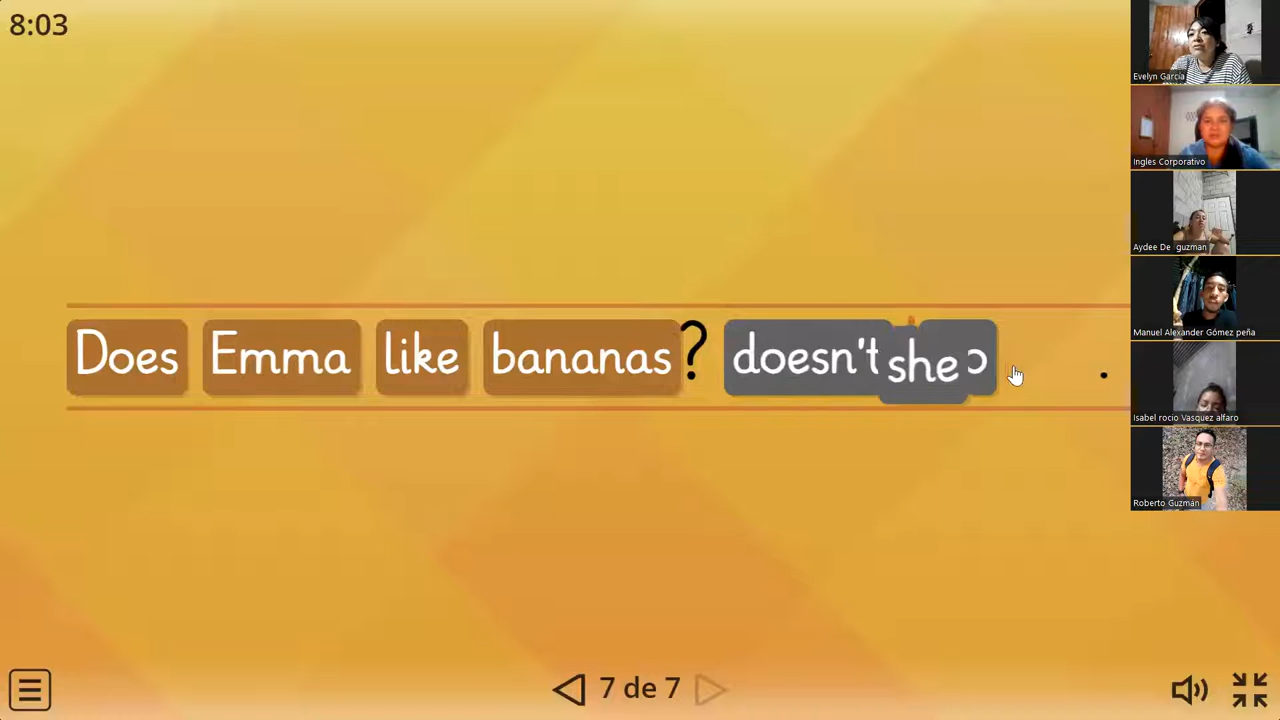 8:03
Does Emma like bananas? doesn't she .
7 de 7
Evelyn García
Ingles Corporativo
Aydee De guzman
Manuel Alexander Gómez peña
Isabel rocio Vasquez alfaro
Roberto Guzmán